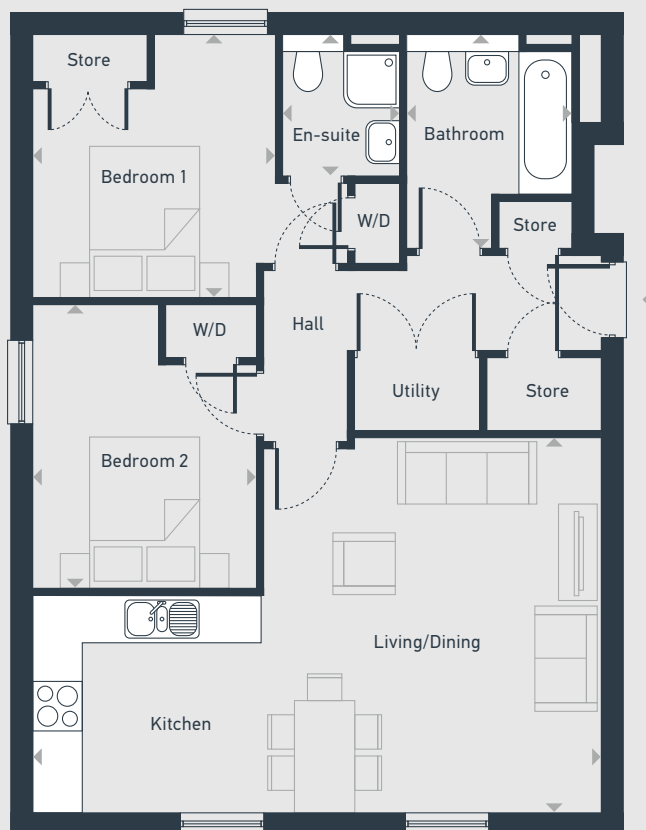 Store
En-suite
Bathroom
Bedroom 1
W/D
Store
Hall
W/D
Utility
Store
Bedroom 2
Living/Dining
Kitchen